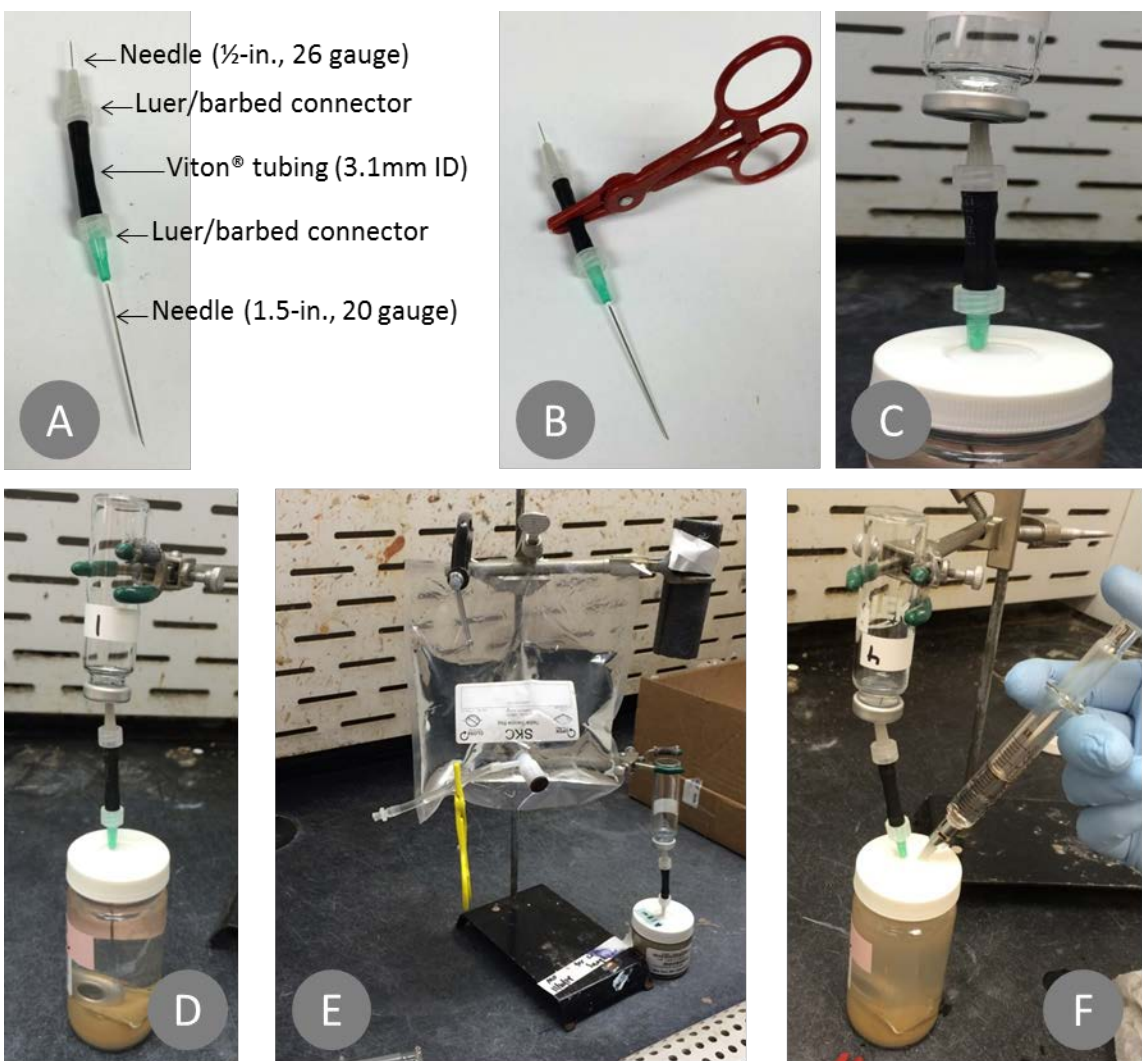 Needle (½-in., 26 gauge)
Luer/barbed connector
Viton® tubing (3.1mm ID)
Luer/barbed connector
Needle (1.5-in., 20 gauge)
A
B
C
1
D
SKC
E
4
F